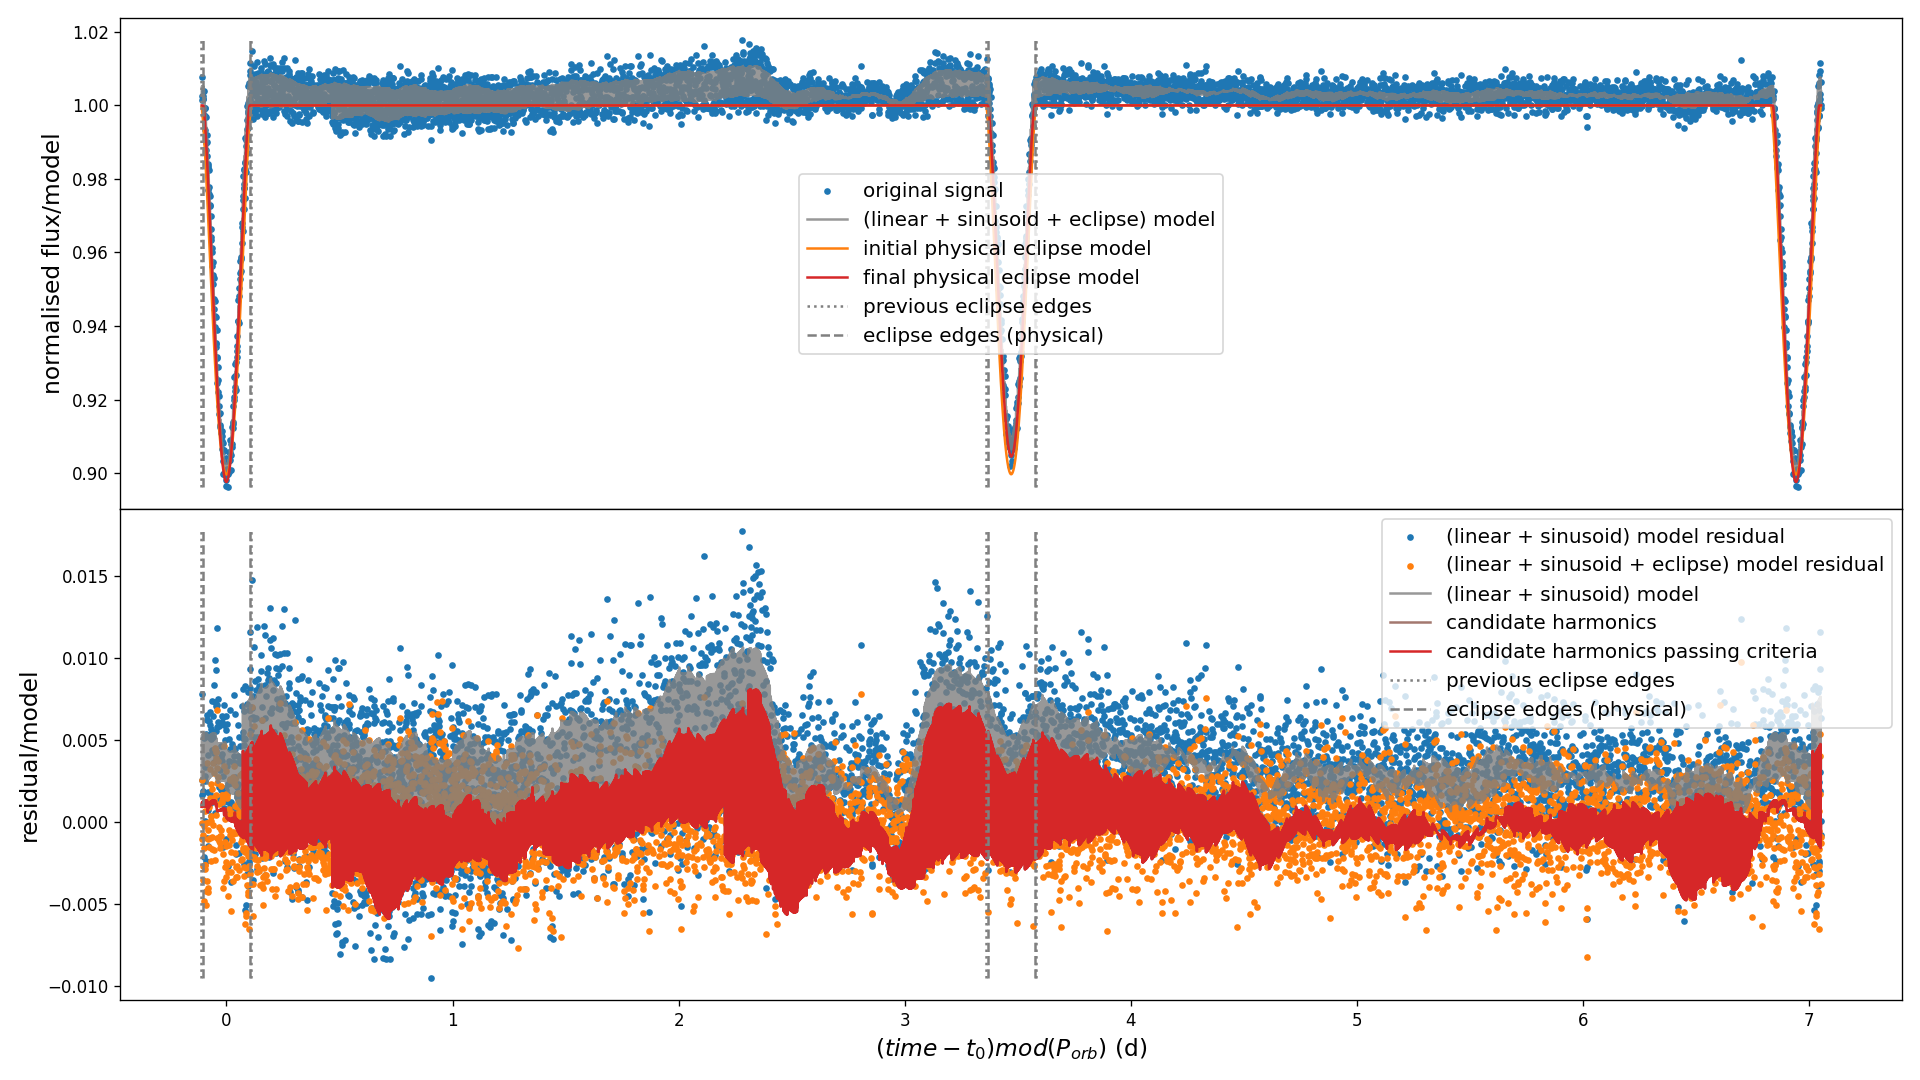 1.02
1.00
0.98
0.96
0.94
0.92
0.90
normalised flux/model
original signal
(linear + sinusoid + eclipse) model
initial physical eclipse model
final physical eclipse model
previous eclipse edges
eclipse edges (physical)
0.015
0.010
0.005
0.000
−0.005
−0.010
residual/model
(linear + sinusoid) model residual
(linear + sinusoid + eclipse) model residual
(linear + sinusoid) model
candidate harmonics
candidate harmonics passing criteria
previous eclipse edges
eclipse edges (physical)
0 1 2 3 4 5 6 7
(time − t₀)mod(P_orb) (d)